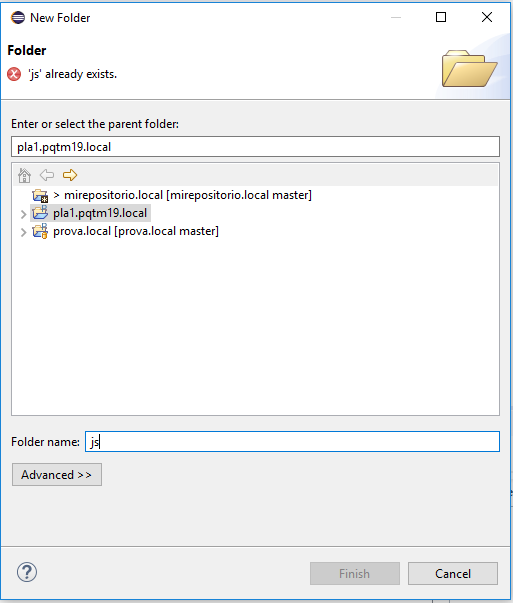 New Folder
Folder
'js' already exists.
Enter or select the parent folder:
pla1.pqtm19.local
> mirepositorio.local [mirepositorio.local master]
pla1.pqtm19.local
prova.local [prova.local master]
Folder name: js
Advanced >>
? Finish Cancel